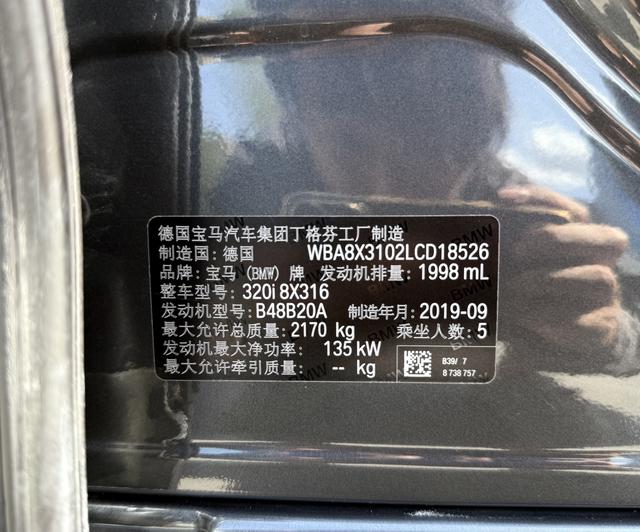 德国宝马汽车集团丁格芬工厂制造
制造国: 德国 WBA8X3102LCD18526
品牌: 宝马 (BMW) 牌 发动机排量: 1998 mL
整车型号: 320i 8X316
发动机型号: B48B20A 制造年月: 2019-09
最大允许总质量: 2170 kg 乘坐人数: 5
发动机最大净功率: 135 kW
最大允许牵引质量: -- kg
B39/ 7
8 738 757